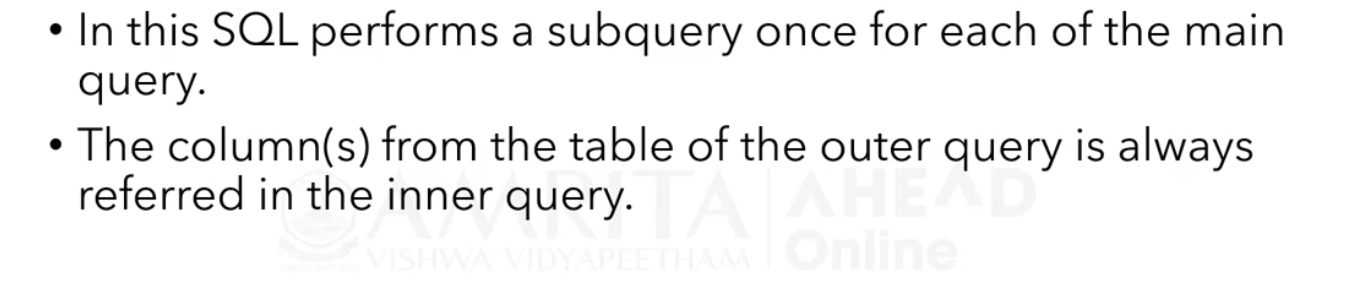 • In this SQL performs a subquery once for each of the main
query.
• The column(s) from the table of the outer query is always
referred in the inner query.
AMRITA AHEAD
VISHWA VIDYAPEETHAM Online